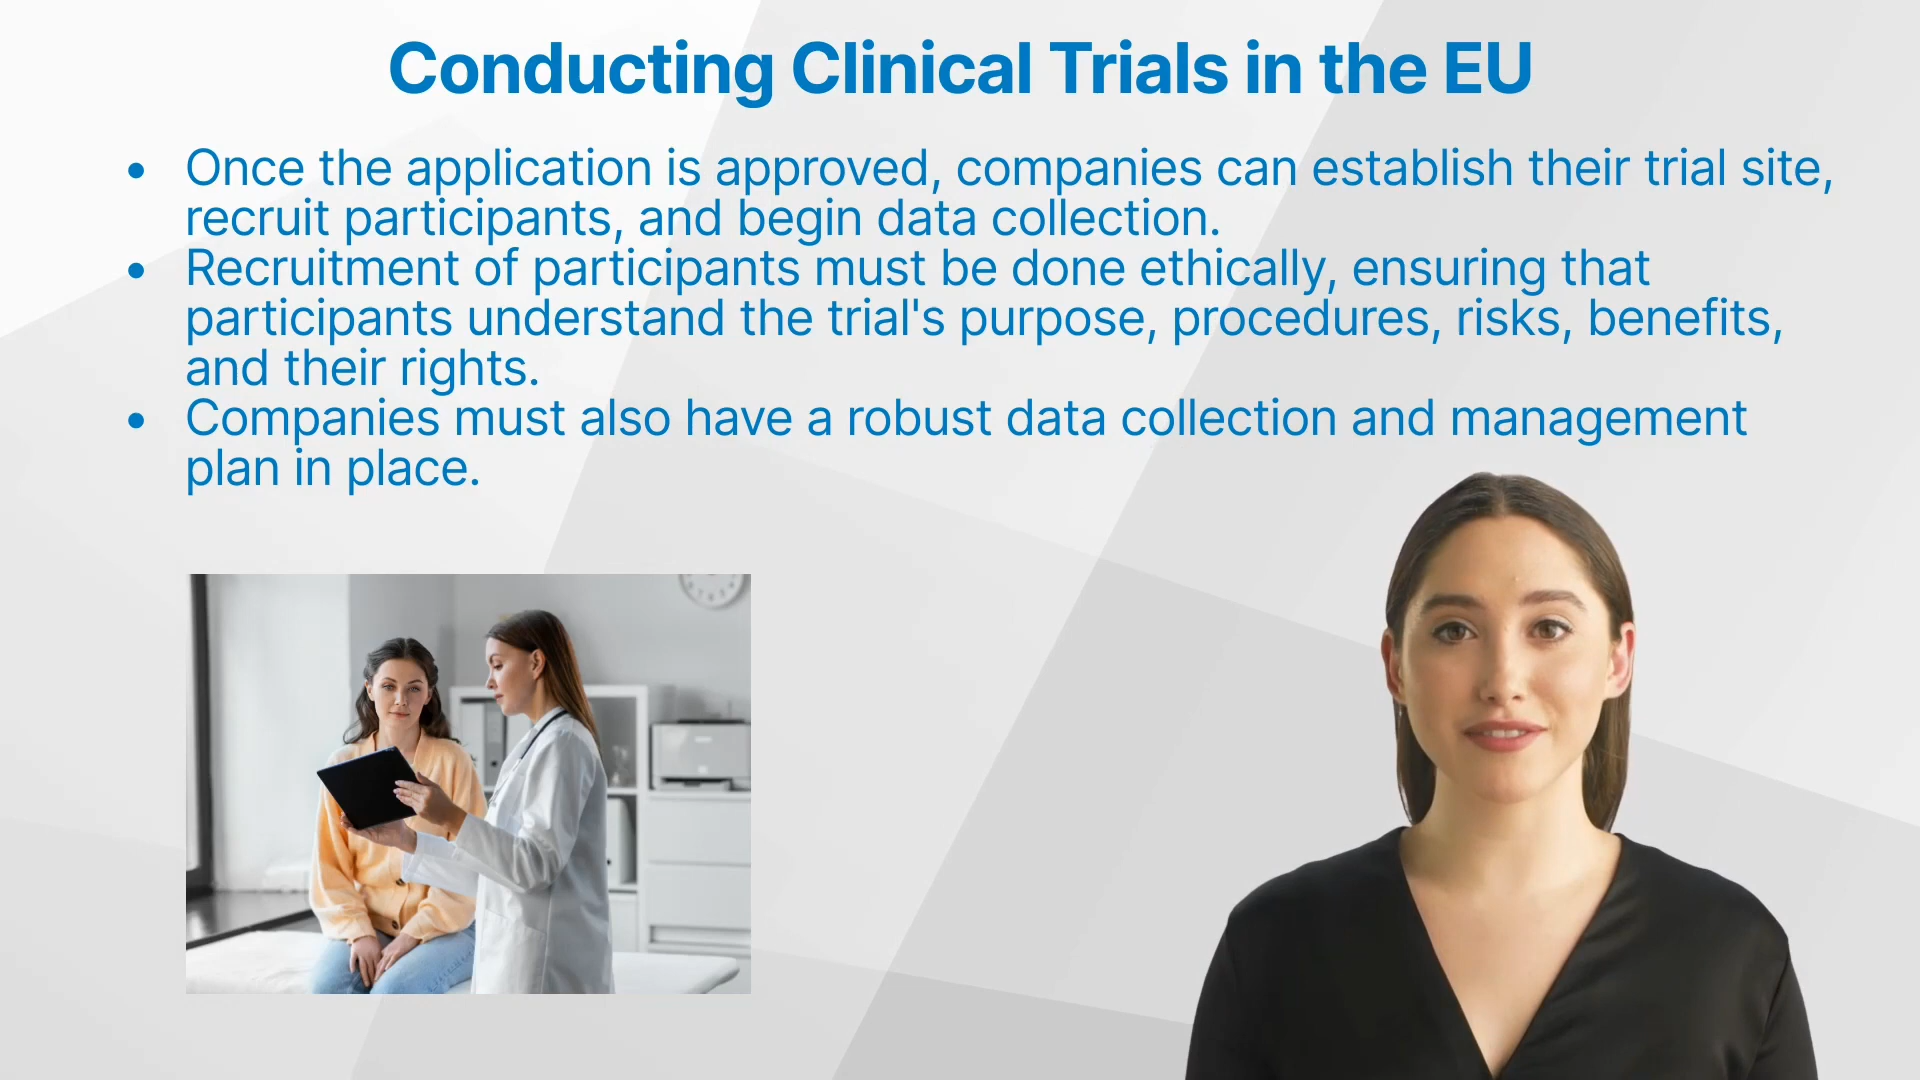 Conducting Clinical Trials in the EU
• Once the application is approved, companies can establish their trial site,
recruit participants, and begin data collection.
• Recruitment of participants must be done ethically, ensuring that
participants understand the trial's purpose, procedures, risks, benefits,
and their rights.
• Companies must also have a robust data collection and management
plan in place.